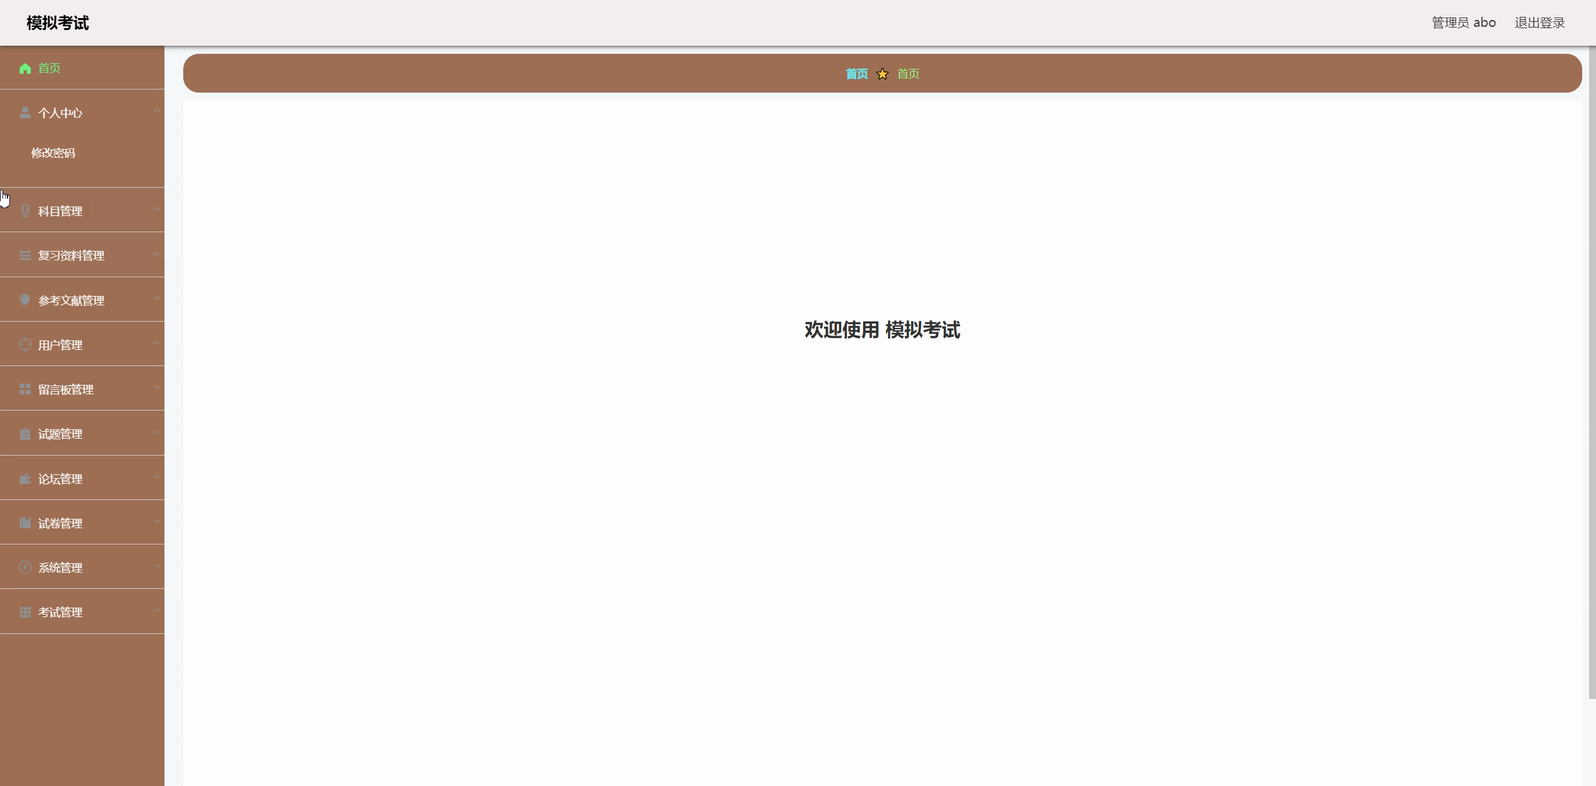 模拟考试
管理员 abo 退出登录
首页
个人中心
修改密码
科目管理
复习资料管理
参考文献管理
用户管理
留言板管理
试题管理
论坛管理
试卷管理
系统管理
考试管理
首页 首页
欢迎使用 模拟考试